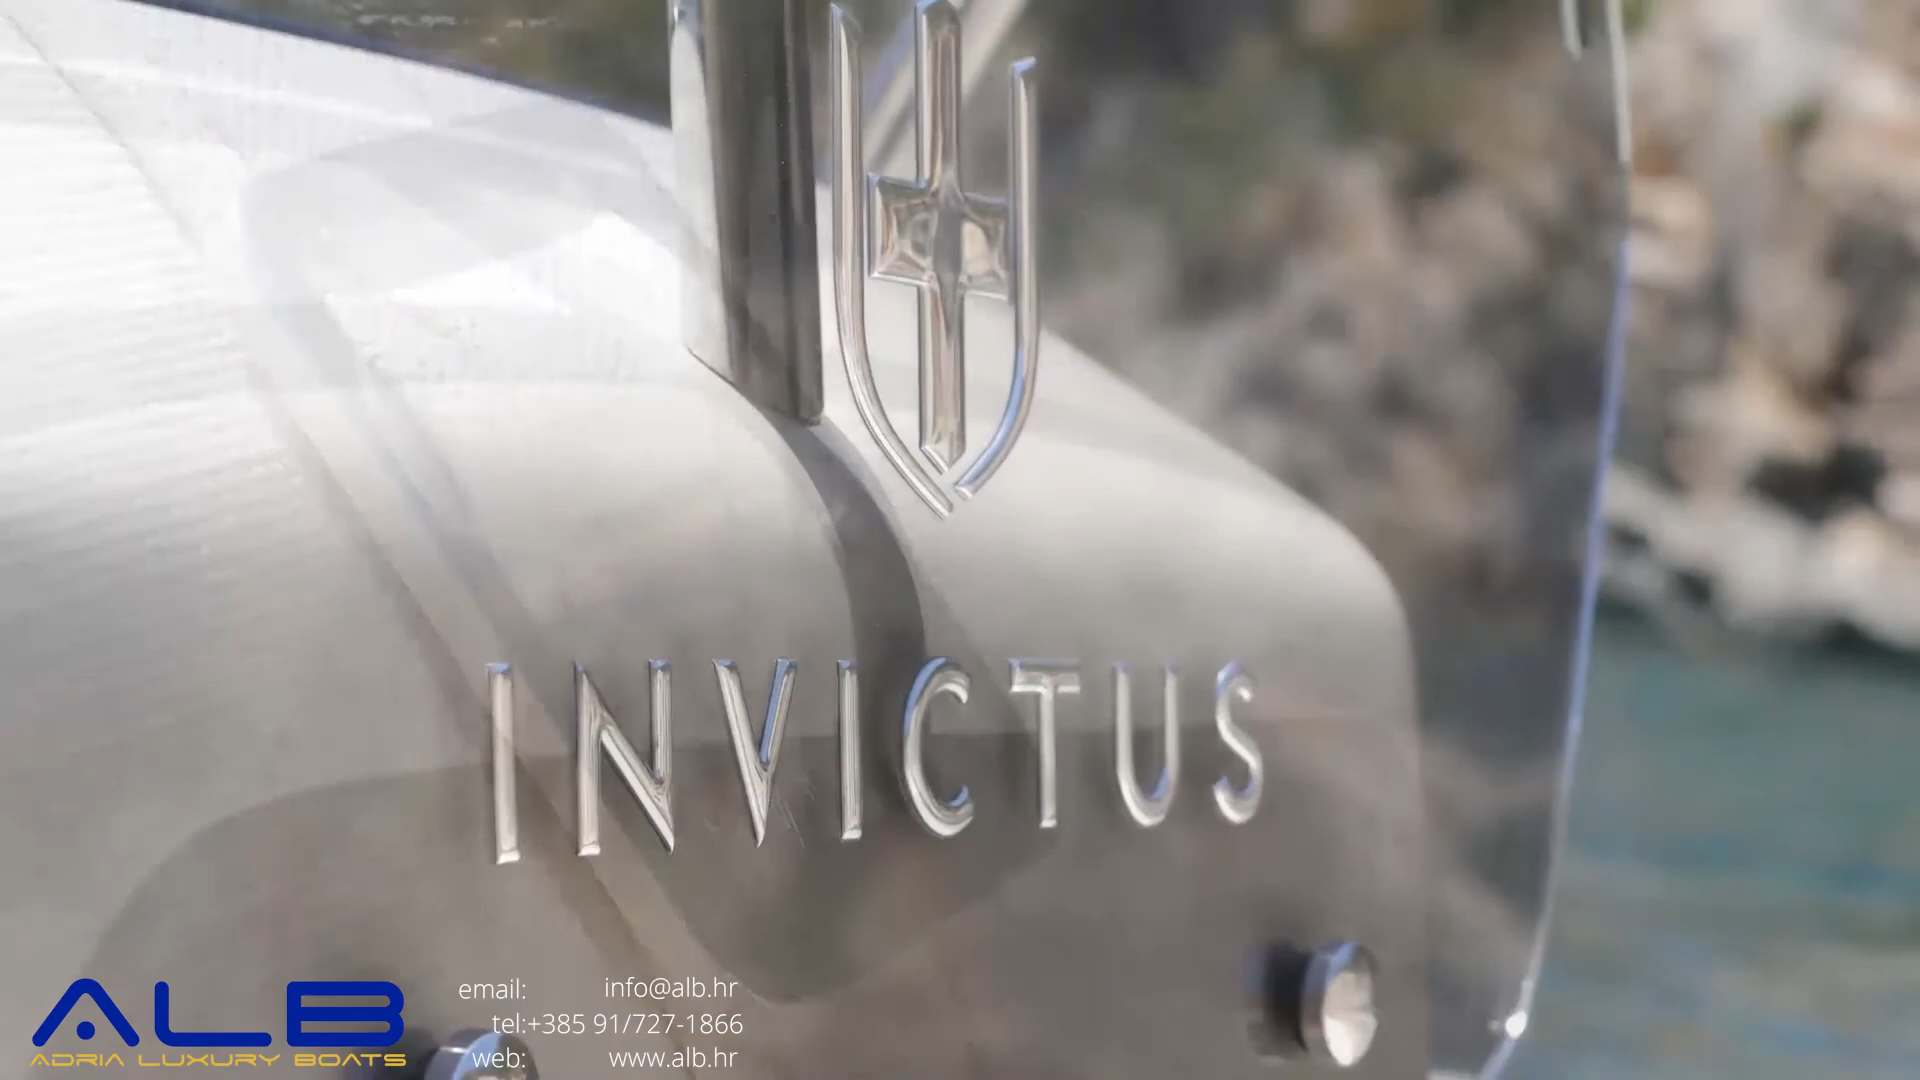 INVICTUS
ALB
ADRIA LUXURY BOATS
email: info@alb.hr
tel:+385 91/727-1866
web: www.alb.hr